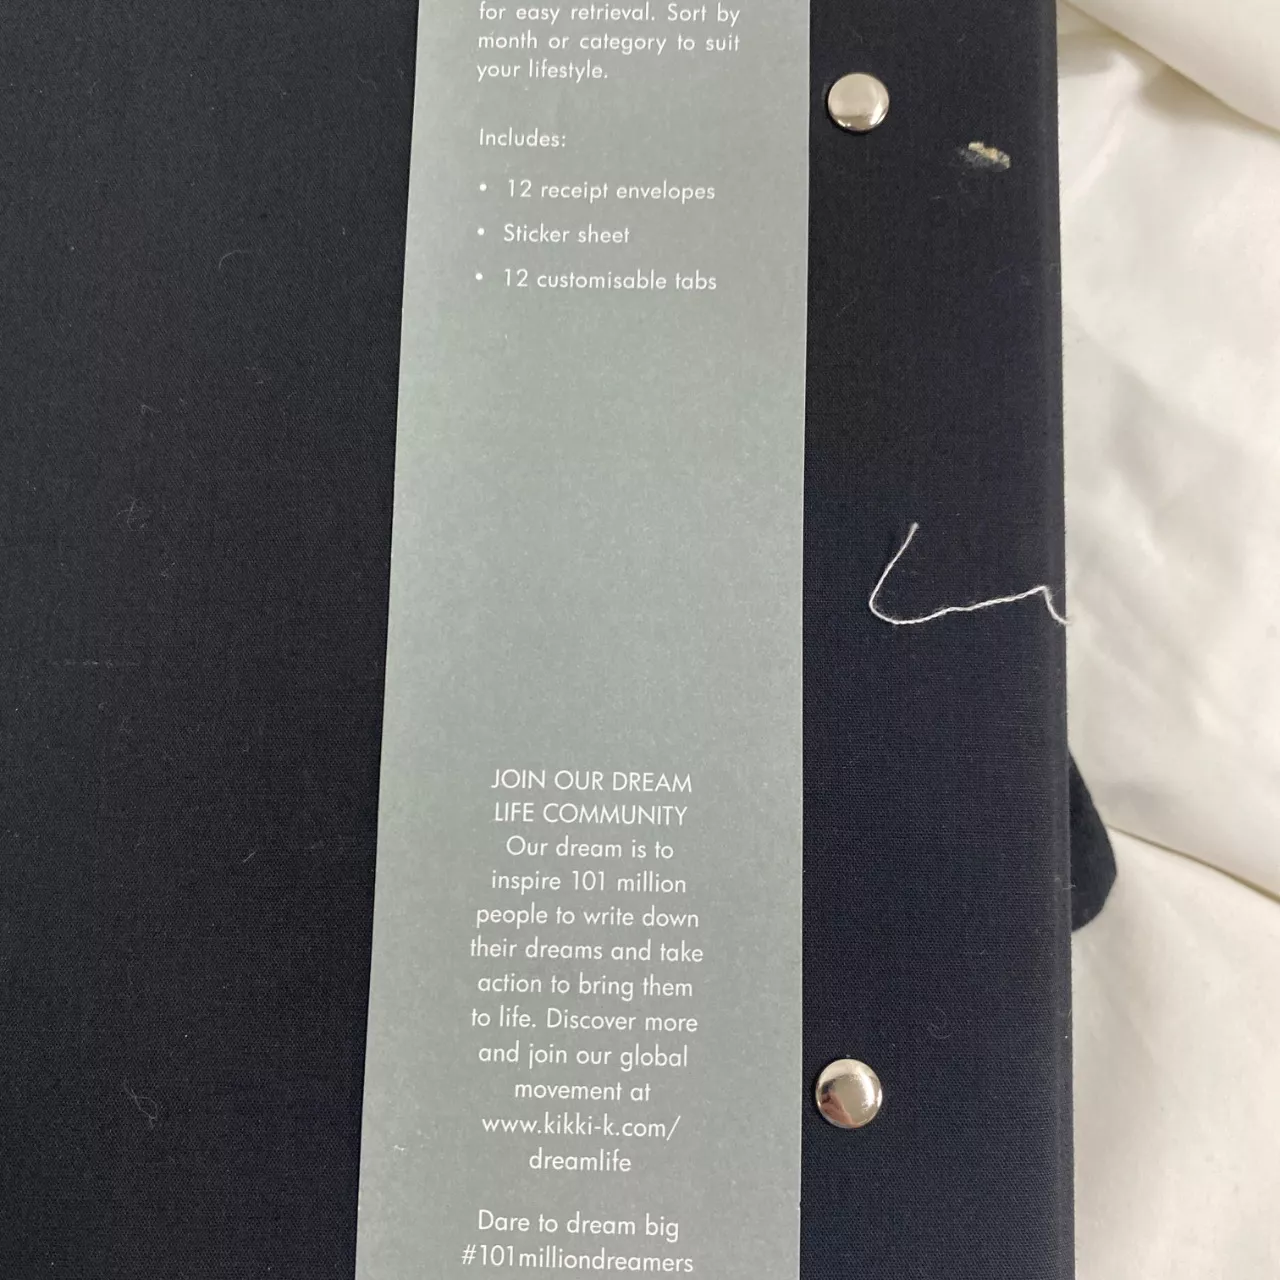 for easy retrieval. Sort by
month or category to suit
your lifestyle.
Includes:
• 12 receipt envelopes
• Sticker sheet
• 12 customisable tabs
JOIN OUR DREAM
LIFE COMMUNITY
Our dream is to
inspire 101 million
people to write down
their dreams and take
action to bring them
to life. Discover more
and join our global
movement at
www.kikki-k.com/
dreamlife
Dare to dream big
#101milliondreamers